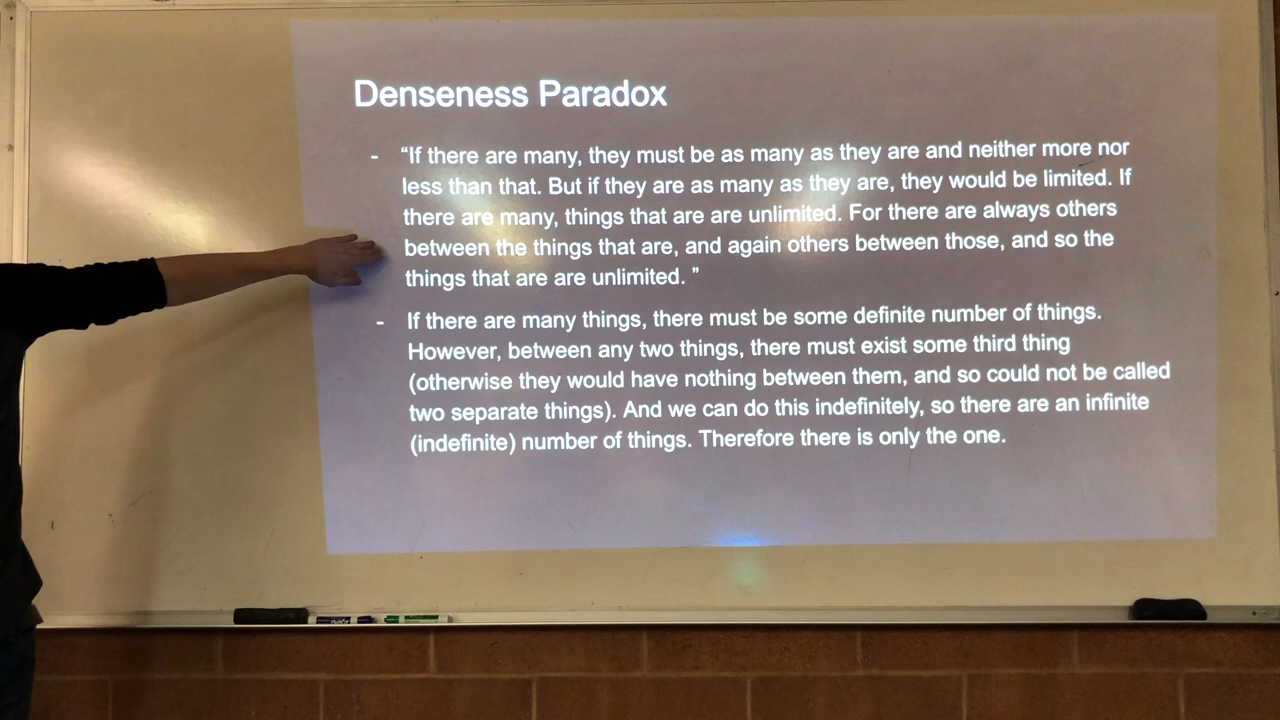 Denseness Paradox
- “If there are many, they must be as many as they are and neither more nor
less than that. But if they are as many as they are, they would be limited. If
there are many, things that are are unlimited. For there are always others
between the things that are, and again others between those, and so the
things that are are unlimited. ”
- If there are many things, there must be some definite number of things.
However, between any two things, there must exist some third thing
(otherwise they would have nothing between them, and so could not be called
two separate things). And we can do this indefinitely, so there are an infinite
(indefinite) number of things. Therefore there is only the one.